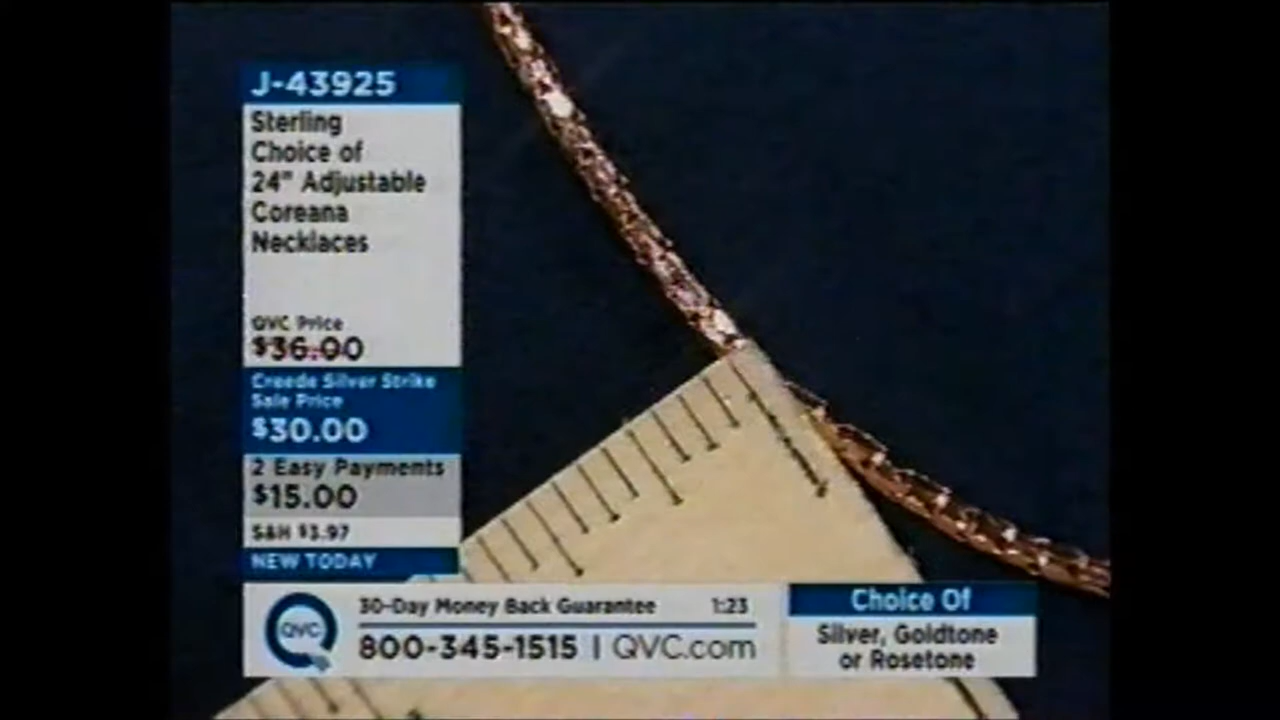 J-43925
Sterling
Choice of
24" Adjustable
Coreana
Necklaces
QVC Price
$36.00
Creede Silver Strike
Sale Price
$30.00
2 Easy Payments
$15.00
S&H $3.97
NEW TODAY
QVC
30-Day Money Back Guarantee 1:23
800-345-1515 | QVC.com
Choice Of
Silver, Goldtone
or Rosetone